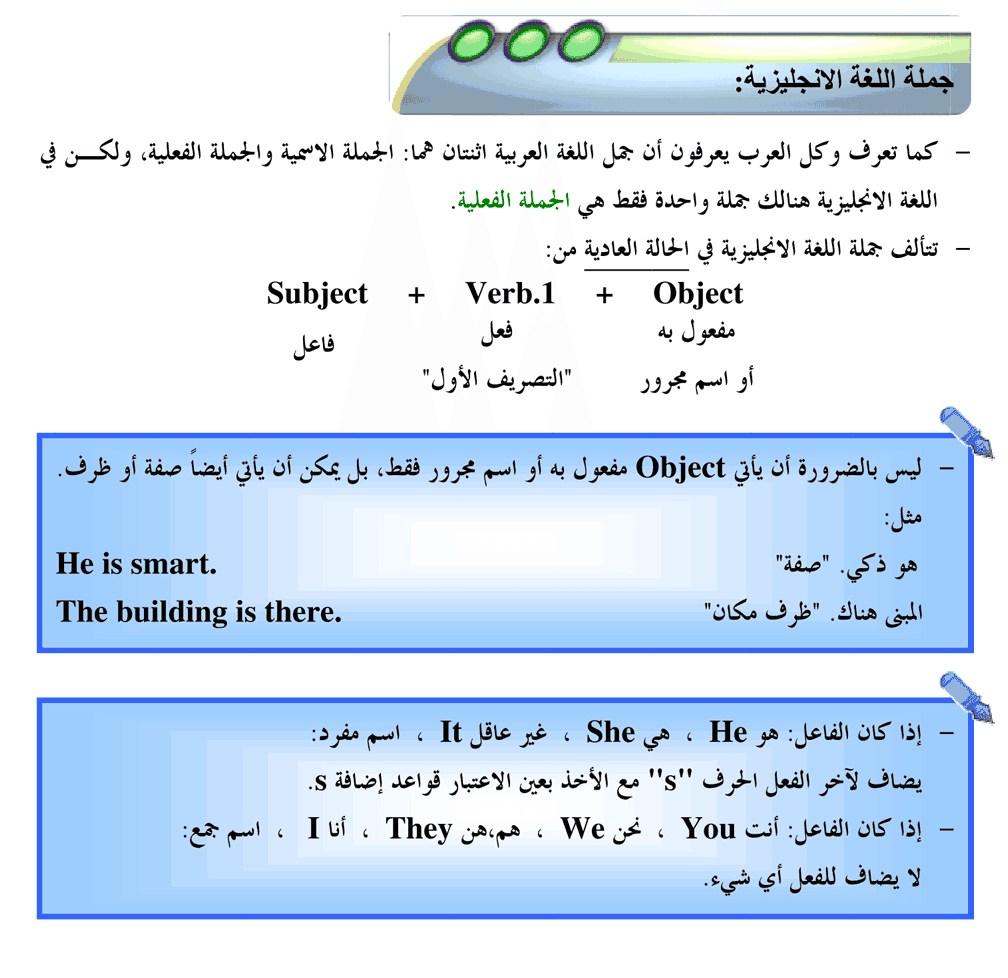 جملة اللغة الانجليزية:
– كما تعرف وكل العرب يعرفون أن جمل اللغة العربية اثنتان هما: الجملة الاسمية والجملة الفعلية، ولكـــن في
اللغة الانجليزية هنالك جملة واحدة فقط هي الجملة الفعلية.
– تتألف جملة اللغة الانجليزية في الحالة العادية من:
Subject + Verb.1 + Object
فاعل فعل مفعول به
"التصريف الأول" أو اسم مجرور
– ليس بالضرورة أن يأتي Object مفعول به أو اسم مجرور فقط، بل يمكن أن يأتي أيضاً صفة أو ظرف.
مثل:
هو ذكي. "صفة" He is smart.
المبنى هناك. "ظرف مكان" The building is there.
– إذا كان الفاعل: هو He ، هي She ، غير عاقل It ، اسم مفرد:
يضاف لآخر الفعل الحرف "s" مع الأخذ بعين الاعتبار قواعد إضافة s.
– إذا كان الفاعل: أنت You ، نحن We ، هم،هن They ، أنا I ، اسم جمع:
لا يضاف للفعل أي شيء.